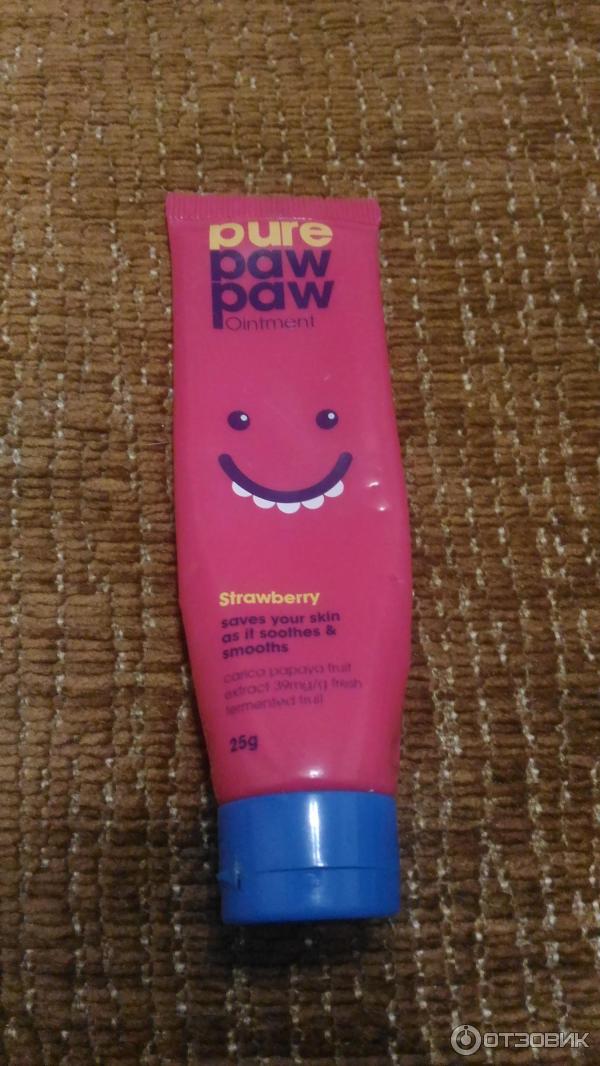 pure
paw
paw
Ointment
Strawberry
saves your skin
as it soothes &
smooths
carica papaya fruit
extract 39mg/g fresh
fermented fruit
25g
ОТЗОВИК